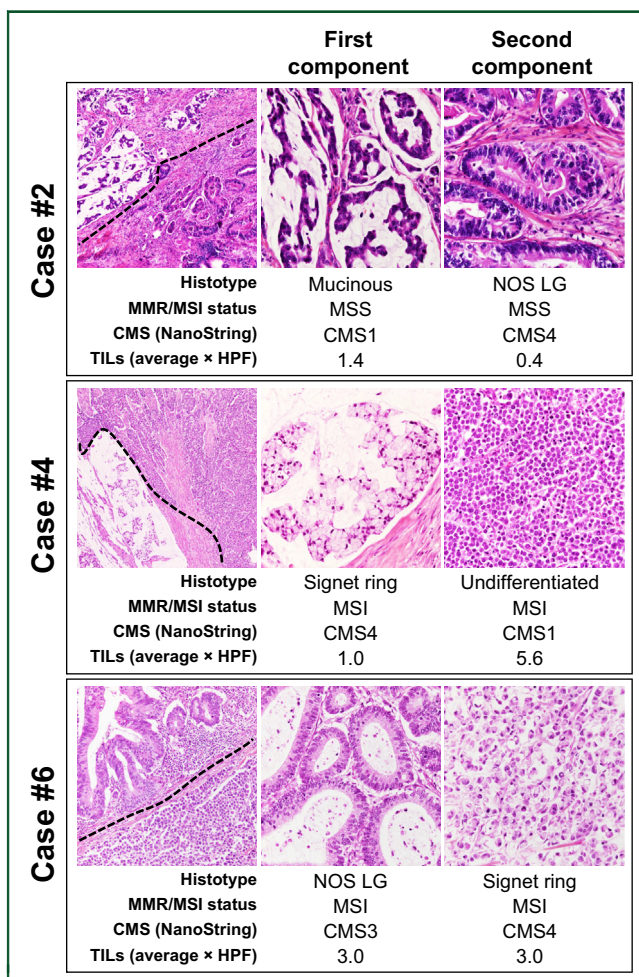 First component
Second component
Case #2
Histotype Mucinous NOS LG
MMR/MSI status MSS MSS
CMS (NanoString) CMS1 CMS4
TILs (average × HPF) 1.4 0.4
Case #4
Histotype Signet ring Undifferentiated
MMR/MSI status MSI MSI
CMS (NanoString) CMS4 CMS1
TILs (average × HPF) 1.0 5.6
Case #6
Histotype NOS LG Signet ring
MMR/MSI status MSI MSI
CMS (NanoString) CMS3 CMS4
TILs (average × HPF) 3.0 3.0